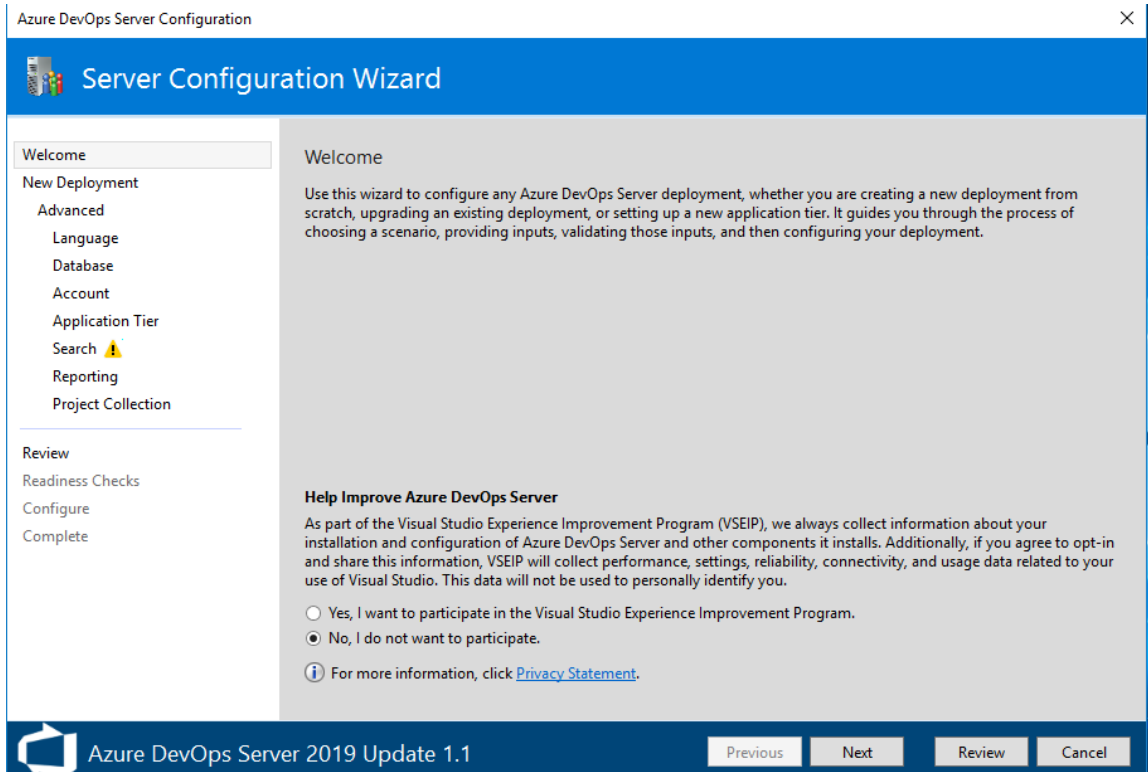 Azure DevOps Server Configuration
Server Configuration Wizard
Welcome
New Deployment
Advanced
Language
Database
Account
Application Tier
Search
Reporting
Project Collection
Review
Readiness Checks
Configure
Complete
Welcome
Use this wizard to configure any Azure DevOps Server deployment, whether you are creating a new deployment from
scratch, upgrading an existing deployment, or setting up a new application tier. It guides you through the process of
choosing a scenario, providing inputs, validating those inputs, and then configuring your deployment.
Help Improve Azure DevOps Server
As part of the Visual Studio Experience Improvement Program (VSEIP), we always collect information about your
installation and configuration of Azure DevOps Server and other components it installs. Additionally, if you agree to opt-in
and share this information, VSEIP will collect performance, settings, reliability, connectivity, and usage data related to your
use of Visual Studio. This data will not be used to personally identify you.
Yes, I want to participate in the Visual Studio Experience Improvement Program.
No, I do not want to participate.
For more information, click Privacy Statement.
Azure DevOps Server 2019 Update 1.1
Previous Next Review Cancel